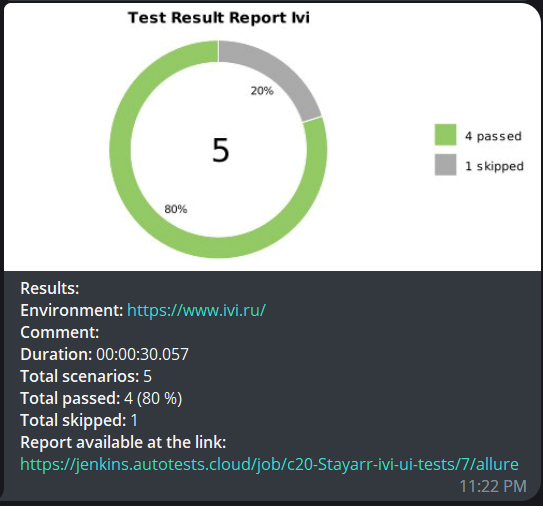 Test Result Report Ivi
20%
5
80%
4 passed
1 skipped
Results:
Environment: https://www.ivi.ru/
Comment:
Duration: 00:00:30.057
Total scenarios: 5
Total passed: 4 (80 %)
Total skipped: 1
Report available at the link:
https://jenkins.autotests.cloud/job/c20-Stayarr-ivi-ui-tests/7/allure
11:22 PM